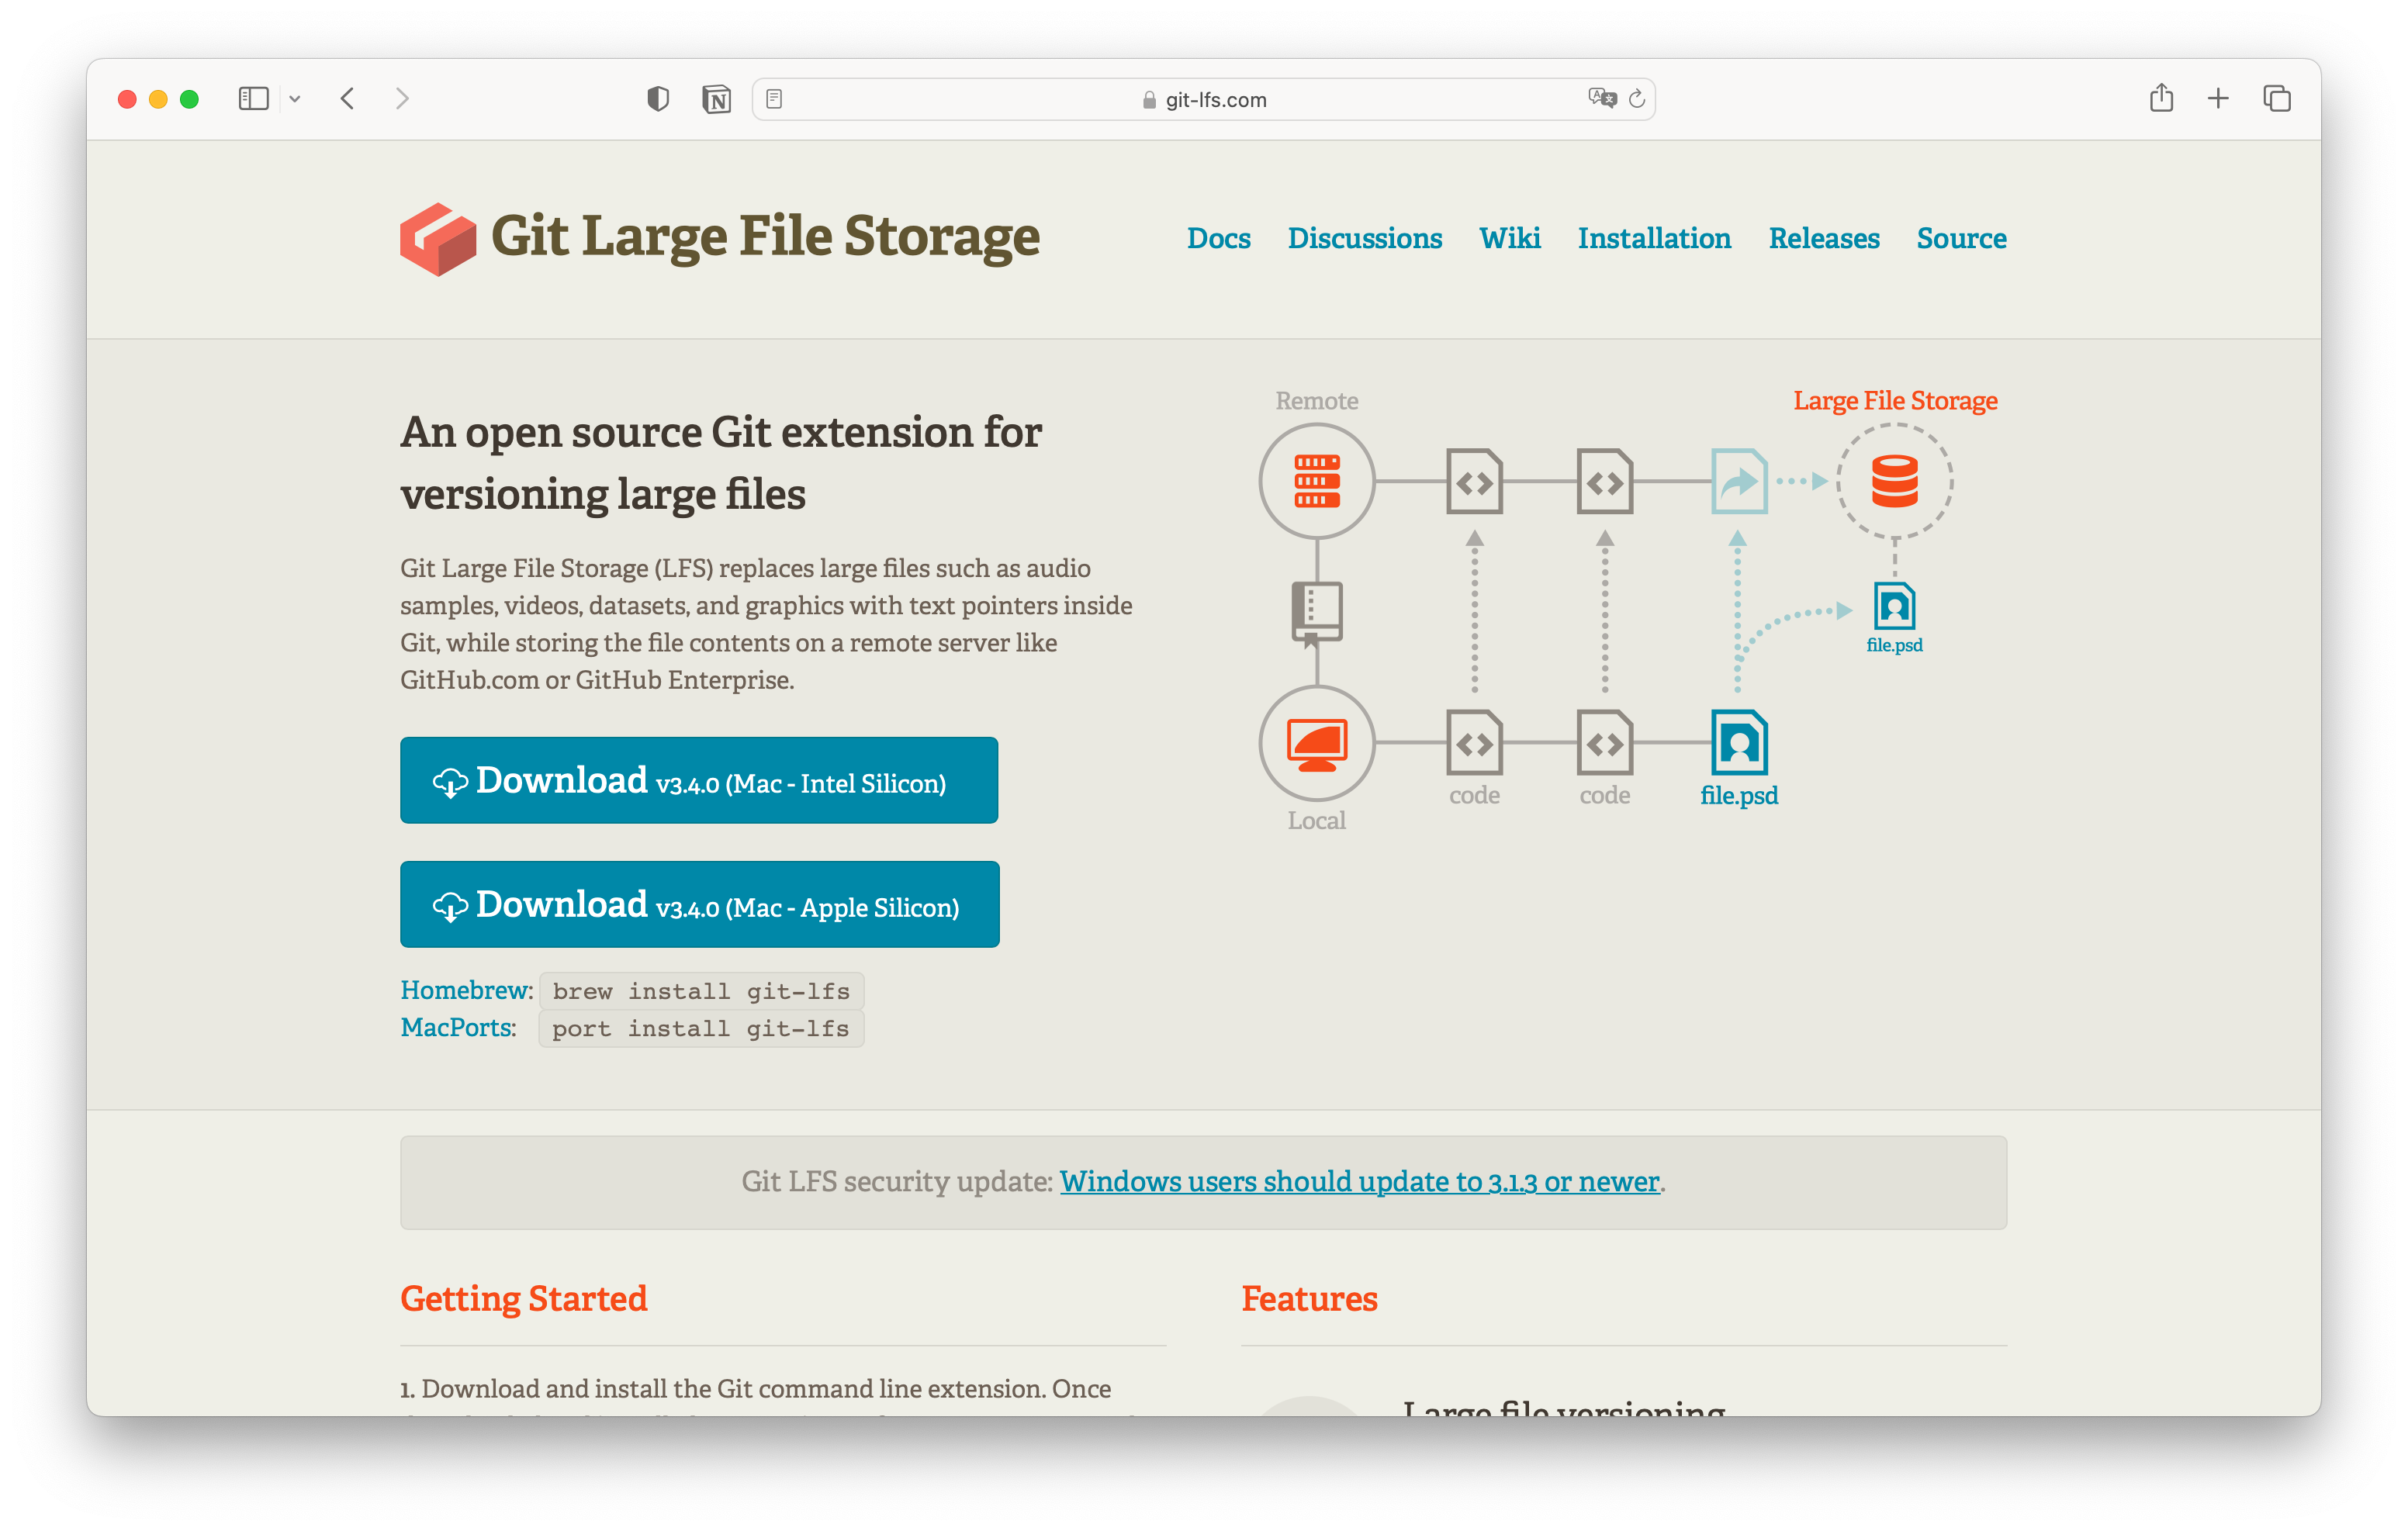 git-lfs.com
Git Large File Storage
Docs Discussions Wiki Installation Releases Source
An open source Git extension for
versioning large files
Git Large File Storage (LFS) replaces large files such as audio
samples, videos, datasets, and graphics with text pointers inside
Git, while storing the file contents on a remote server like
GitHub.com or GitHub Enterprise.
Download v3.4.0 (Mac - Intel Silicon)
Download v3.4.0 (Mac - Apple Silicon)
Homebrew: brew install git-lfs
MacPorts: port install git-lfs
Remote
Large File Storage
file.psd
code
code
file.psd
Local
Git LFS security update: Windows users should update to 3.1.3 or newer.
Getting Started
1. Download and install the Git command line extension. Once
Features
Large file versioning